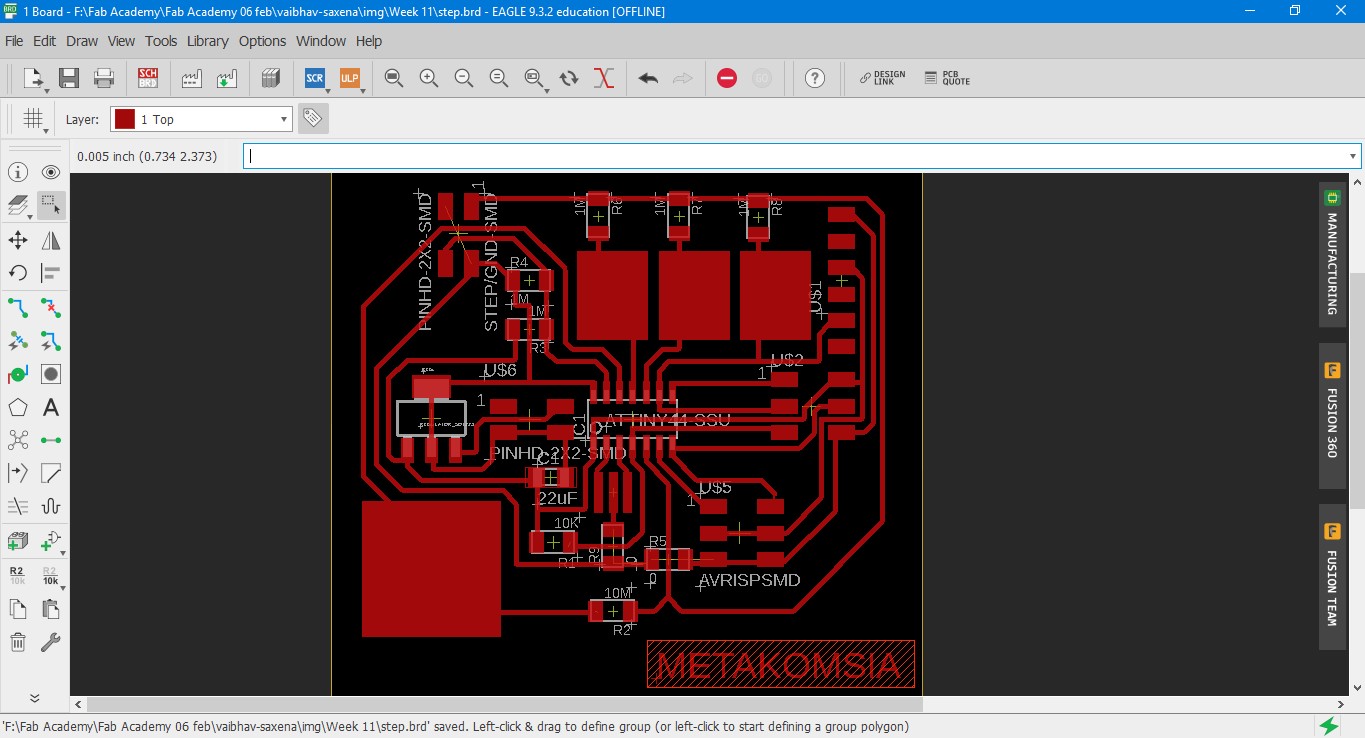 1 Board - F:\Fab Academy\Fab Academy 06 feb\vaibhav-saxena\img\Week 11\step.brd - EAGLE 9.3.2 education [OFFLINE]
File Edit Draw View Tools Library Options Window Help
SCH
BRD
SCR
ULP
GO
DESIGN
LINK
PCB
QUOTE
Layer: 1 Top
0.005 inch (0.734 2.373)
PINHD-2X2-SMD
STEP/GND-SMD
1
1M
R6
1M
1M
R8
R4
1M
1M
R3
U$1
U$2
1
U$6
1
IC1
ATTINY44-SSU
PINHD-2X2-SMD
C1
22uF
U$5
1
10K
R1
R9
0
R5
0
AVRISPSMD
10M
R2
METAKOMSIA
MANUFACTURING
FUSION 360
FUSION TEAM
R2
10k
R2
10k
'F:\Fab Academy\Fab Academy 06 feb\vaibhav-saxena\img\Week 11\step.brd' saved. Left-click & drag to define group (or left-click to start defining a group polygon)